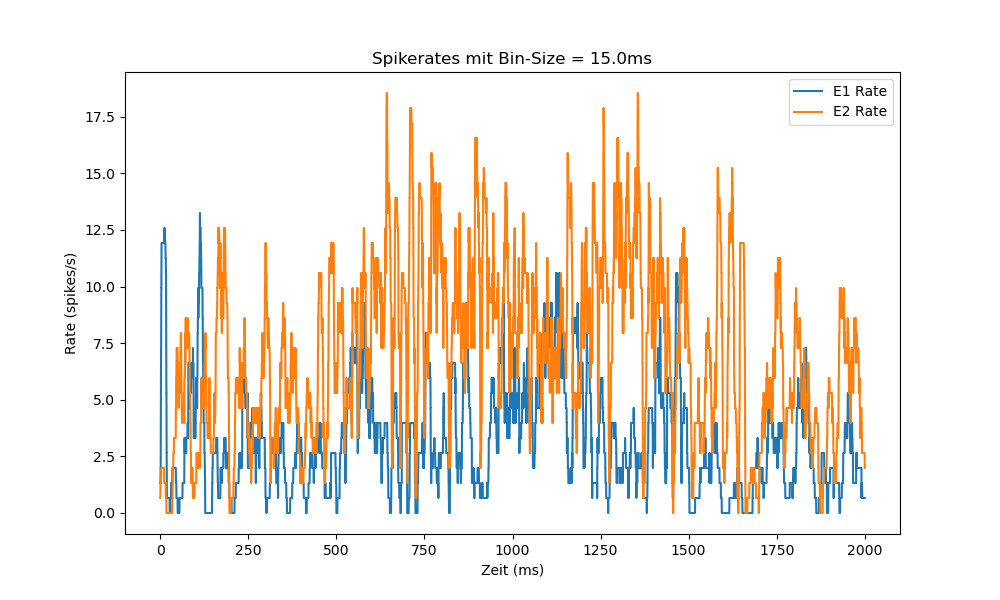 Spikerates mit Bin-Size = 15.0ms
E1 Rate
E2 Rate
Rate (spikes/s)
17.5
15.0
12.5
10.0
7.5
5.0
2.5
0.0
0 250 500 750 1000 1250 1500 1750 2000
Zeit (ms)